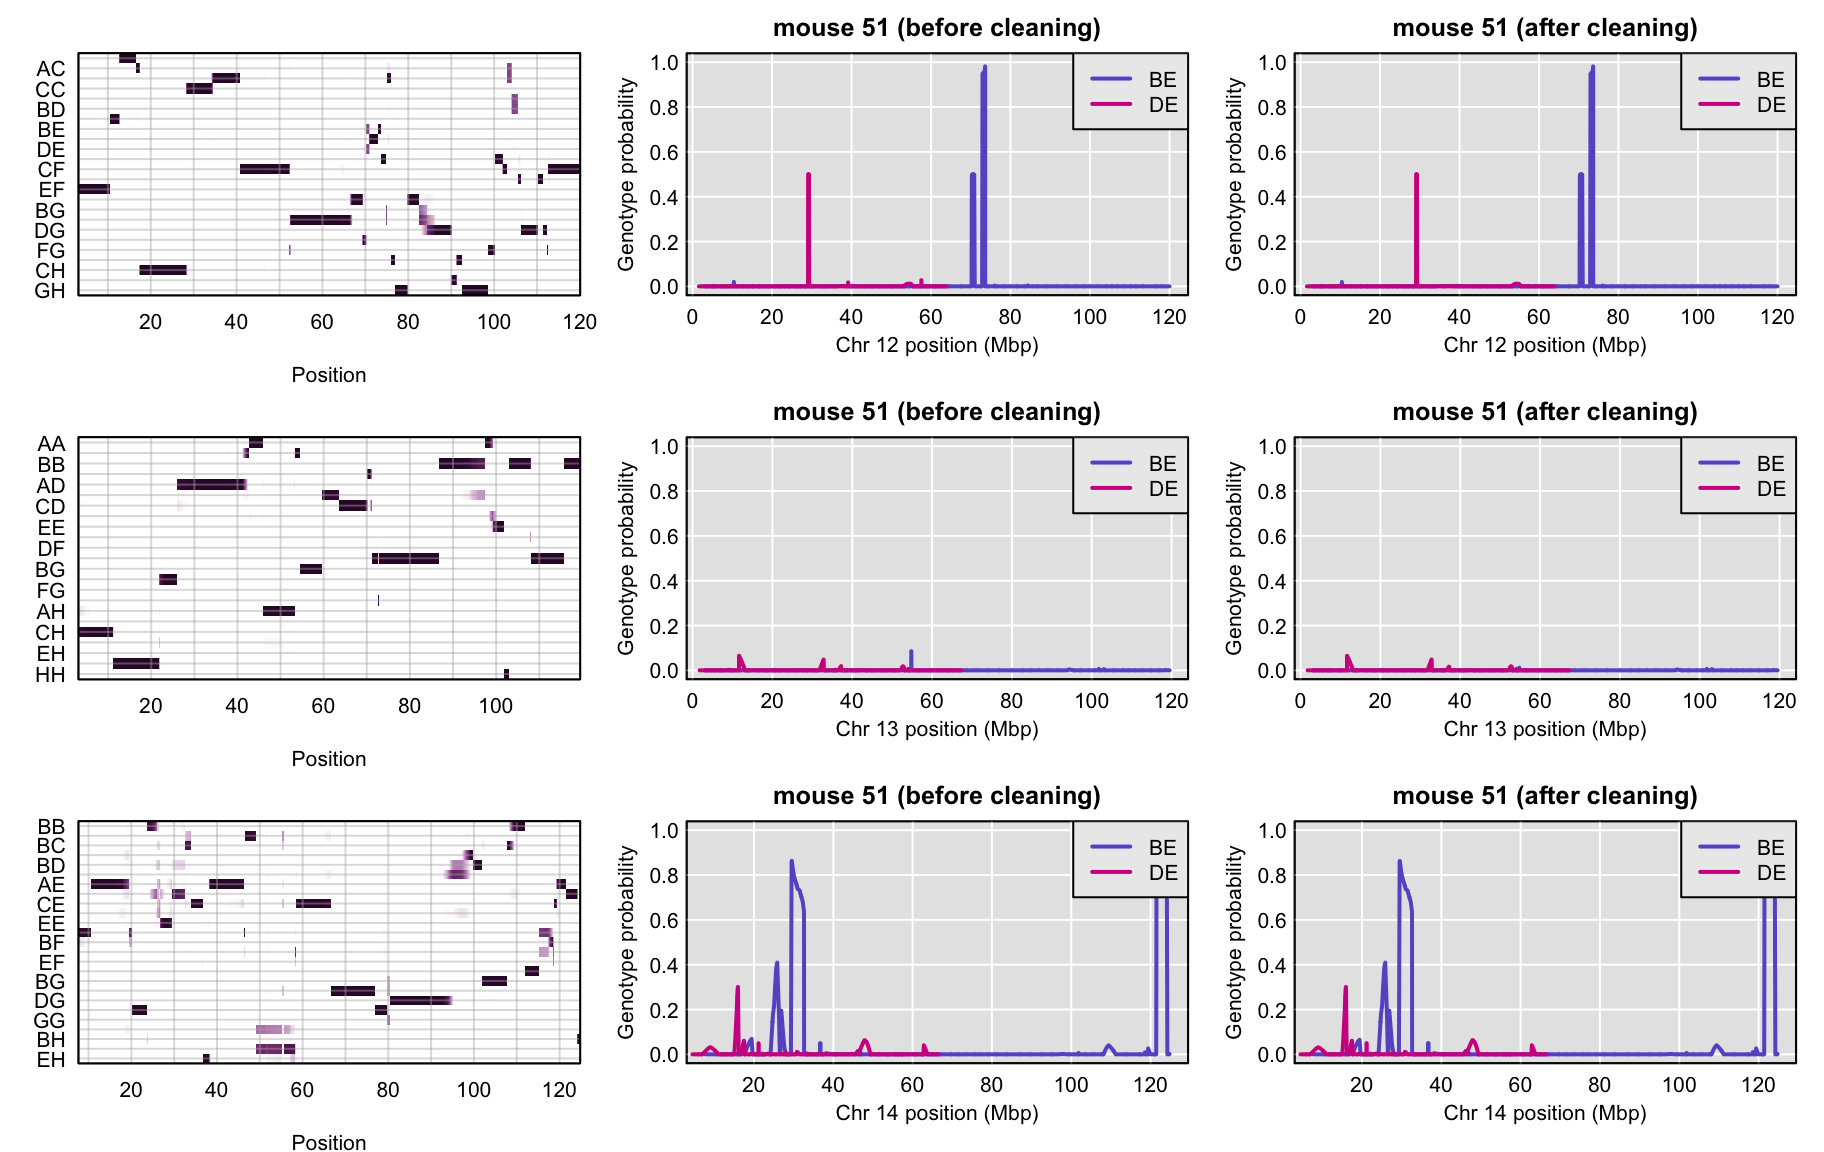 AC
CC
BD
BE
DE
CF
EF
BG
DG
FG
CH
GH
20 40 60 80 100 120
Position
mouse 51 (before cleaning)
Genotype probability
1.0
0.8
0.6
0.4
0.2
0.0
BE
DE
0 20 40 60 80 100 120
Chr 12 position (Mbp)
mouse 51 (after cleaning)
Genotype probability
1.0
0.8
0.6
0.4
0.2
0.0
BE
DE
0 20 40 60 80 100 120
Chr 12 position (Mbp)
AA
BB
AD
CD
EE
DF
BG
FG
AH
CH
EH
HH
20 40 60 80 100
Position
mouse 51 (before cleaning)
Genotype probability
1.0
0.8
0.6
0.4
0.2
0.0
BE
DE
0 20 40 60 80 100 120
Chr 13 position (Mbp)
mouse 51 (after cleaning)
Genotype probability
1.0
0.8
0.6
0.4
0.2
0.0
BE
DE
0 20 40 60 80 100 120
Chr 13 position (Mbp)
BB
BC
BD
AE
CE
EE
BF
EF
BG
DG
GG
BH
EH
20 40 60 80 100 120
Position
mouse 51 (before cleaning)
Genotype probability
1.0
0.8
0.6
0.4
0.2
0.0
BE
DE
20 40 60 80 100 120
Chr 14 position (Mbp)
mouse 51 (after cleaning)
Genotype probability
1.0
0.8
0.6
0.4
0.2
0.0
BE
DE
20 40 60 80 100 120
Chr 14 position (Mbp)